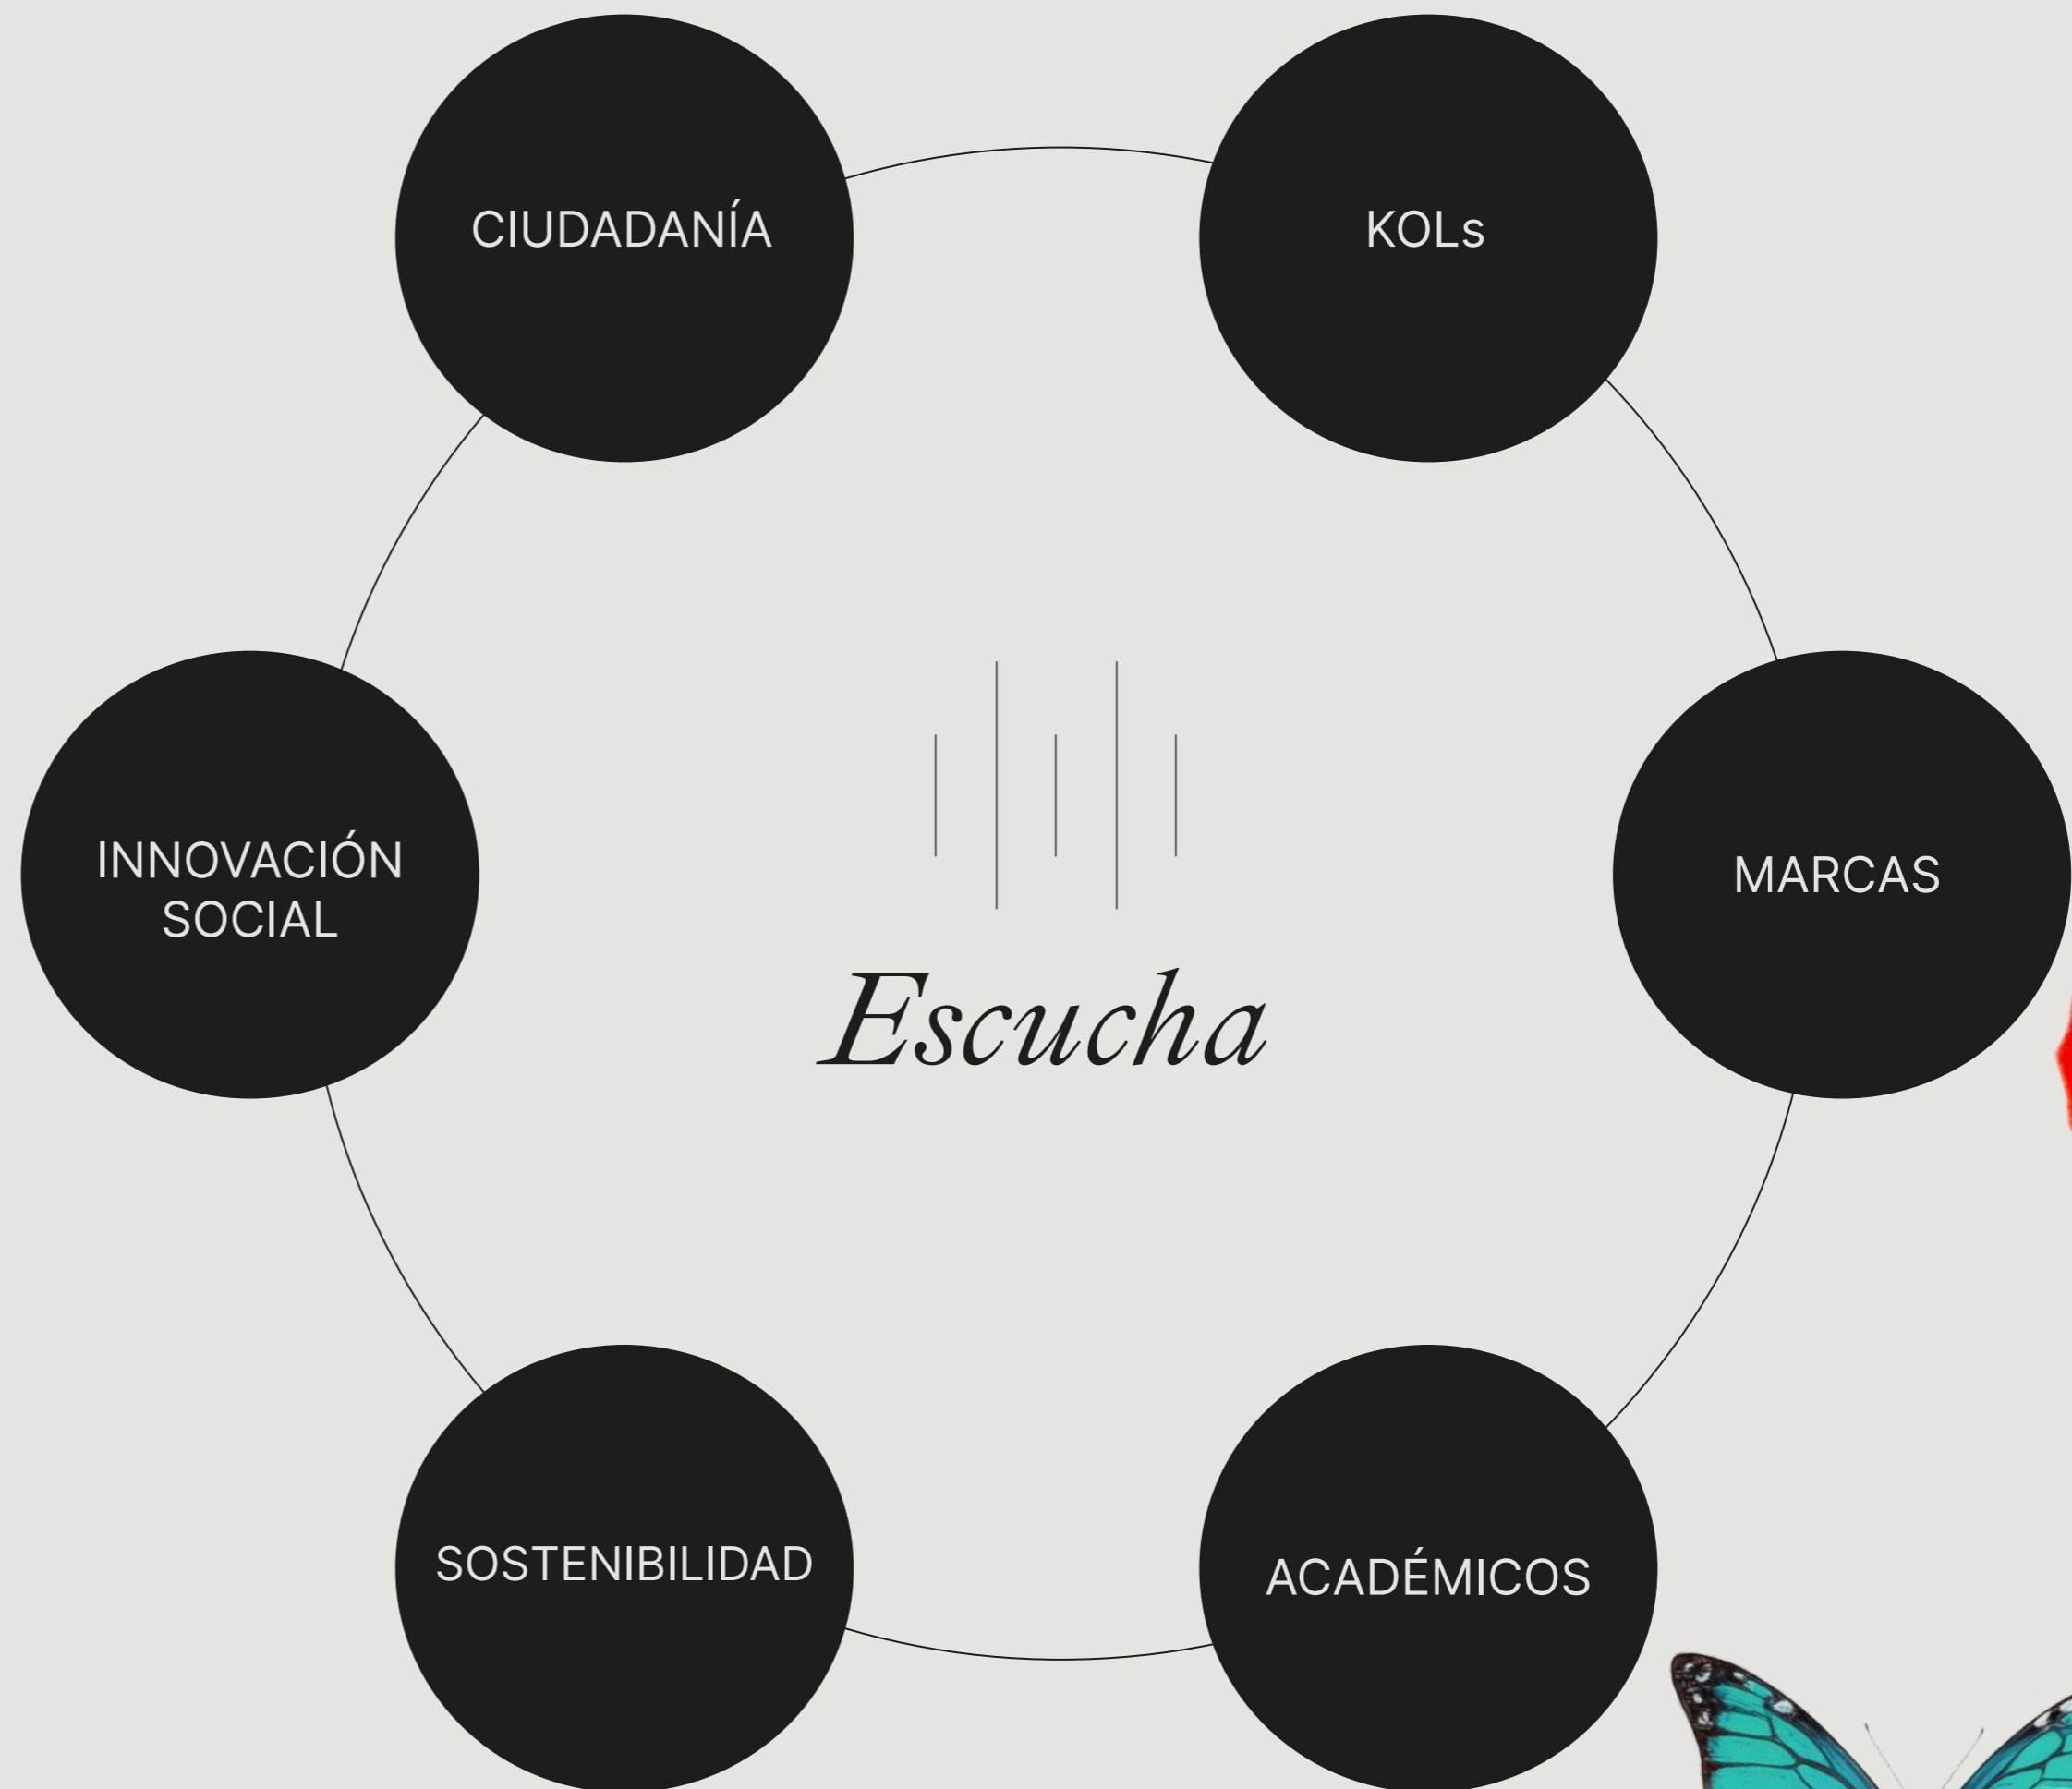 CIUDADANÍA
KOLs
INNOVACIÓN
SOCIAL
MARCAS
Escucha
SOSTENIBILIDAD
ACADÉMICOS